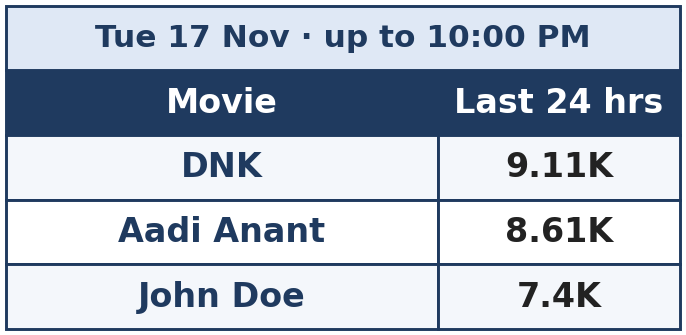 Tue 17 Nov · up to 10:00 PM
Movie Last 24 hrs
DNK 9.11K
Aadi Anant 8.61K
John Doe 7.4K